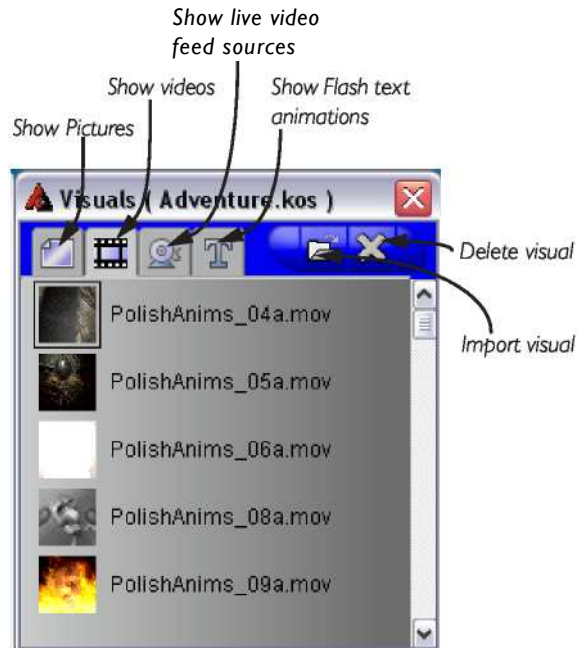 Show live video
feed sources
Show videos
Show Flash text
animations
Show Pictures
Visuals ( Adventure.kos )
T
Delete visual
Import visual
PolishAnims_04a.mov
PolishAnims_05a.mov
PolishAnims_06a.mov
PolishAnims_08a.mov
PolishAnims_09a.mov